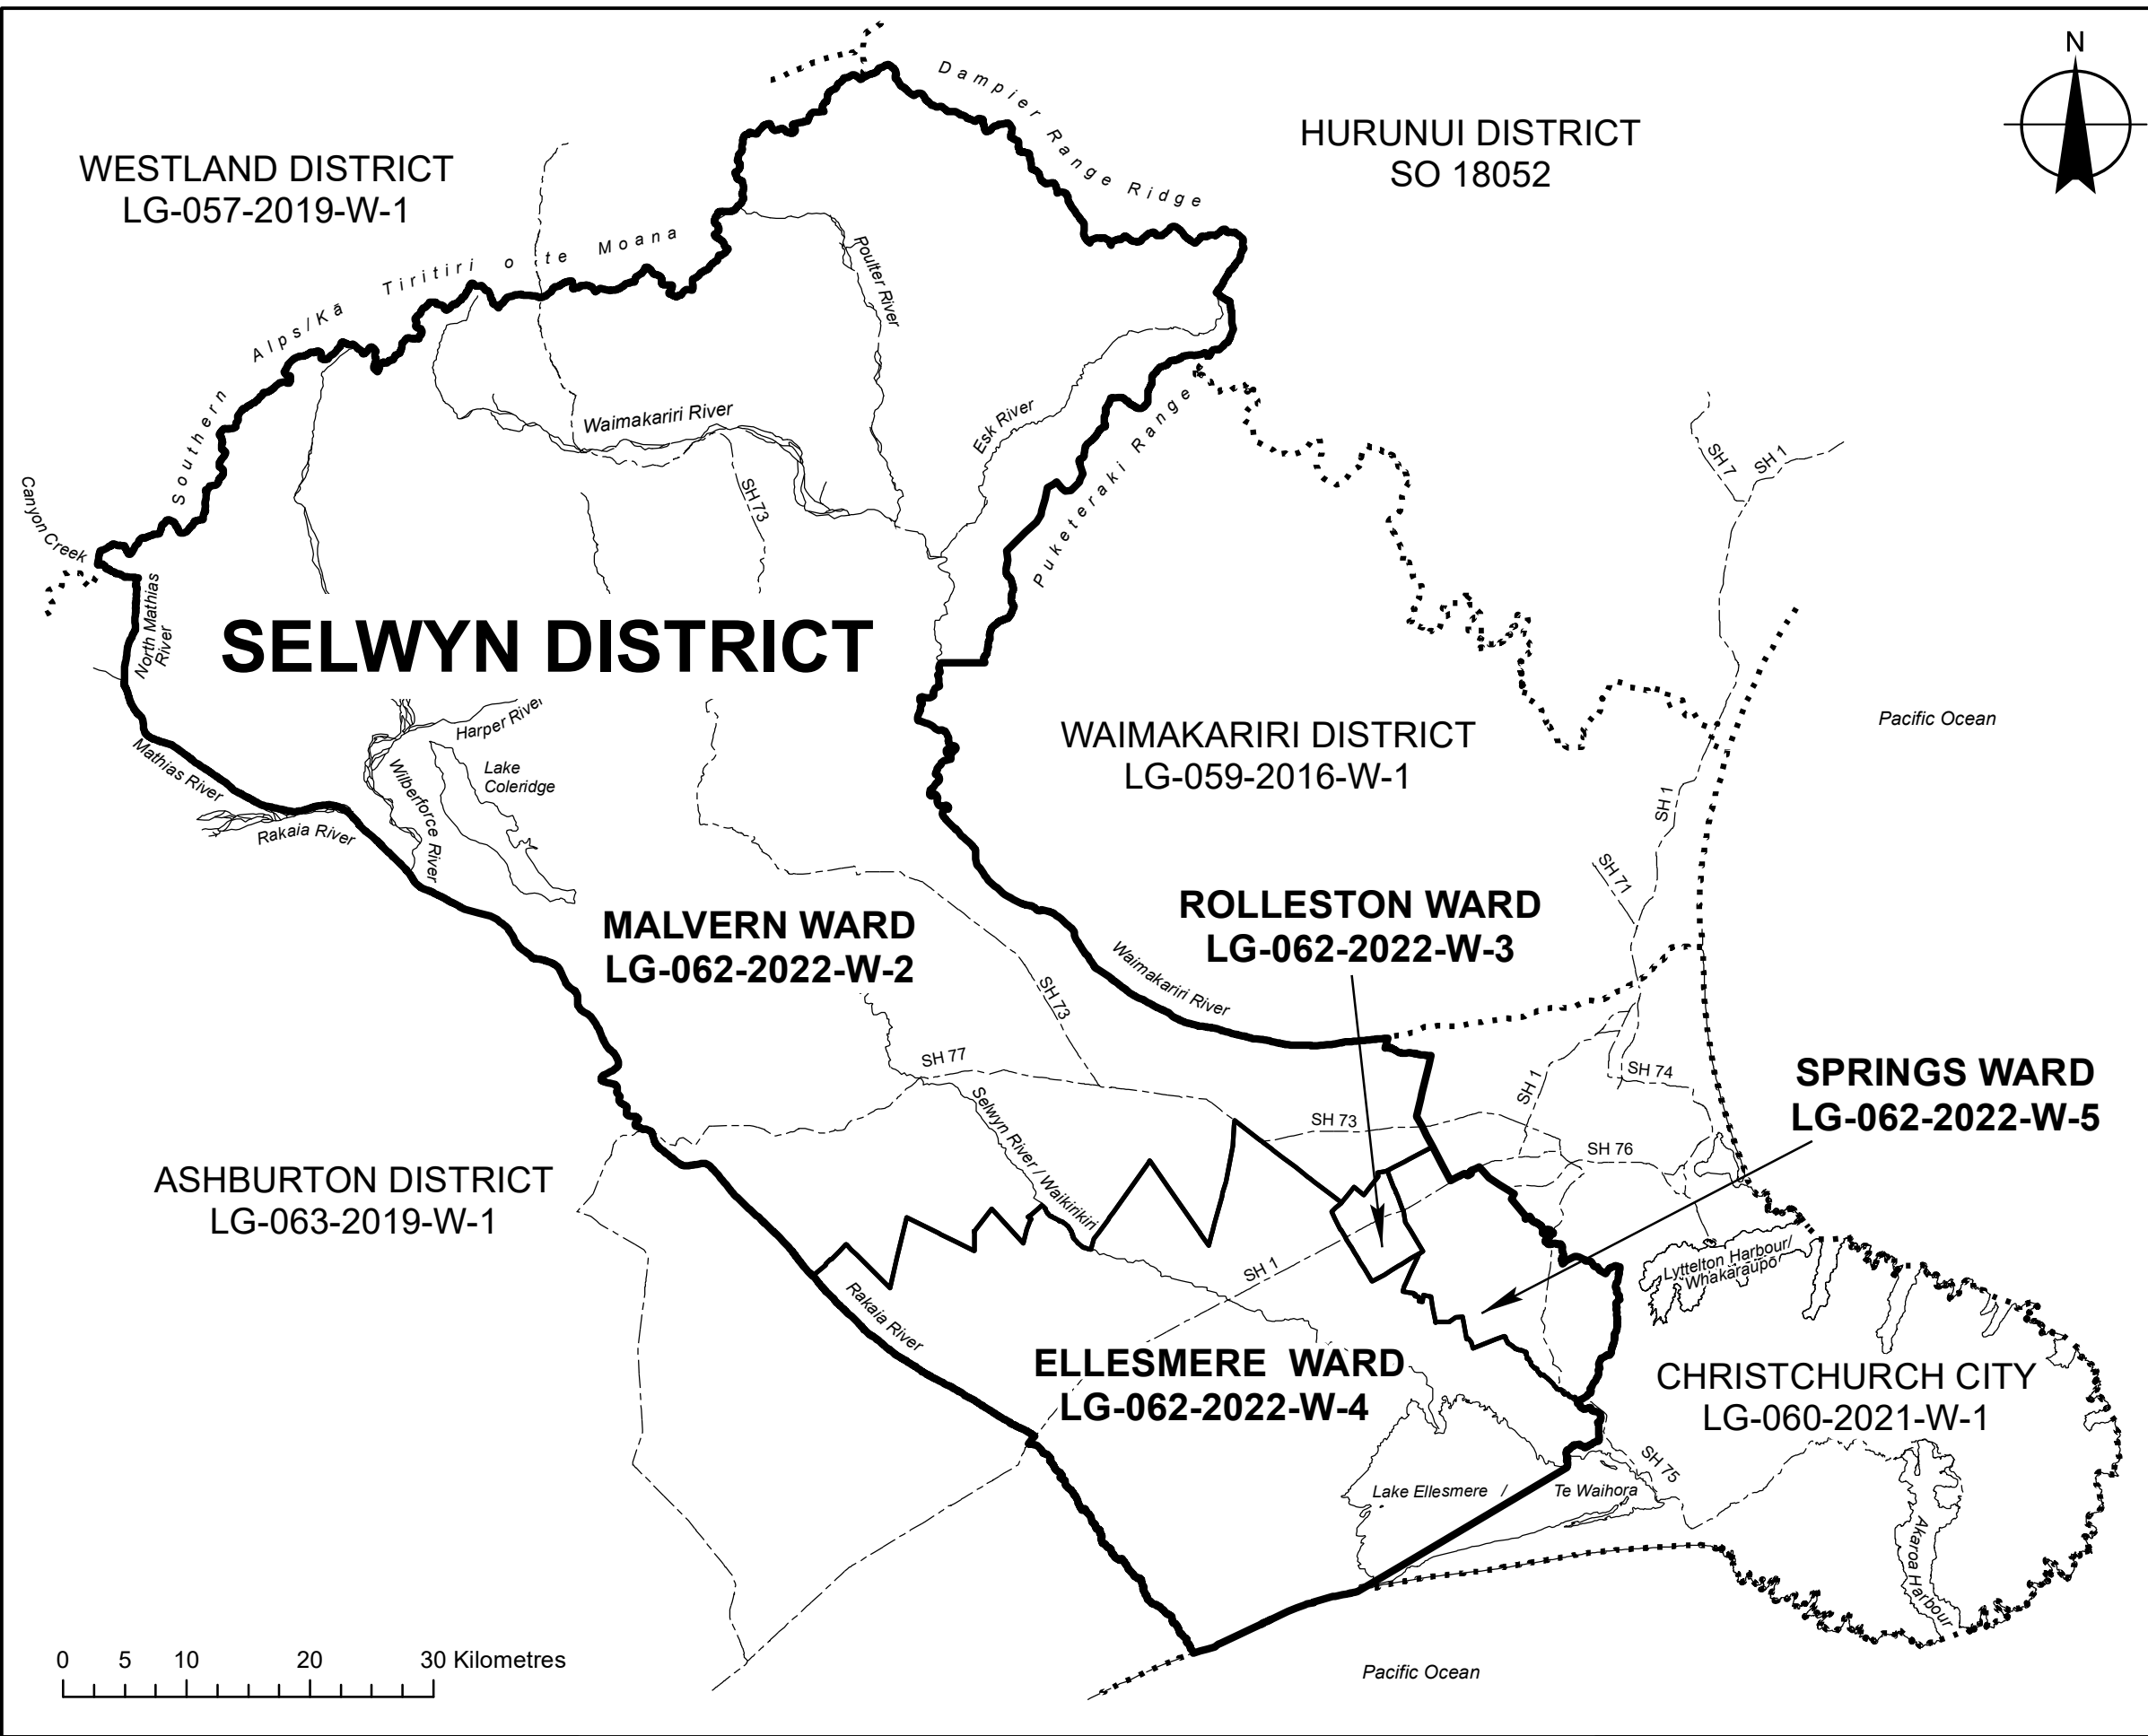 N
Dampier Range Ridge
HURUNUI DISTRICT
SO 18052
WESTLAND DISTRICT
LG-057-2019-W-1
Southern Alps/Kā Tiritiri o te Moana
Poulter River
Waimakariri River
Esk River
Puketeraki Range
SH 7
SH 1
SH 73
Canyon Creek
North Mathias
River
SELWYN DISTRICT
Harper River
Mathias River
Wilberforce River
Lake
Coleridge
Rakaia River
WAIMAKARIRI DISTRICT
LG-059-2016-W-1
Pacific Ocean
SH 1
SH 71
MALVERN WARD
LG-062-2022-W-2
ROLLESTON WARD
LG-062-2022-W-3
SH 73
Waimakariri River
SH 77
SH 1
SH 74
SPRINGS WARD
LG-062-2022-W-5
Selwyn River / Waikirikiri
SH 73
SH 76
ASHBURTON DISTRICT
LG-063-2019-W-1
SH 1
Lyttelton Harbour/
Whakaraupō
Rakaia River
ELLESMERE WARD
LG-062-2022-W-4
CHRISTCHURCH CITY
LG-060-2021-W-1
SH 75
Lake Ellesmere / Te Waihora
Akaroa Harbour
0 5 10 20 30 Kilometres
Pacific Ocean